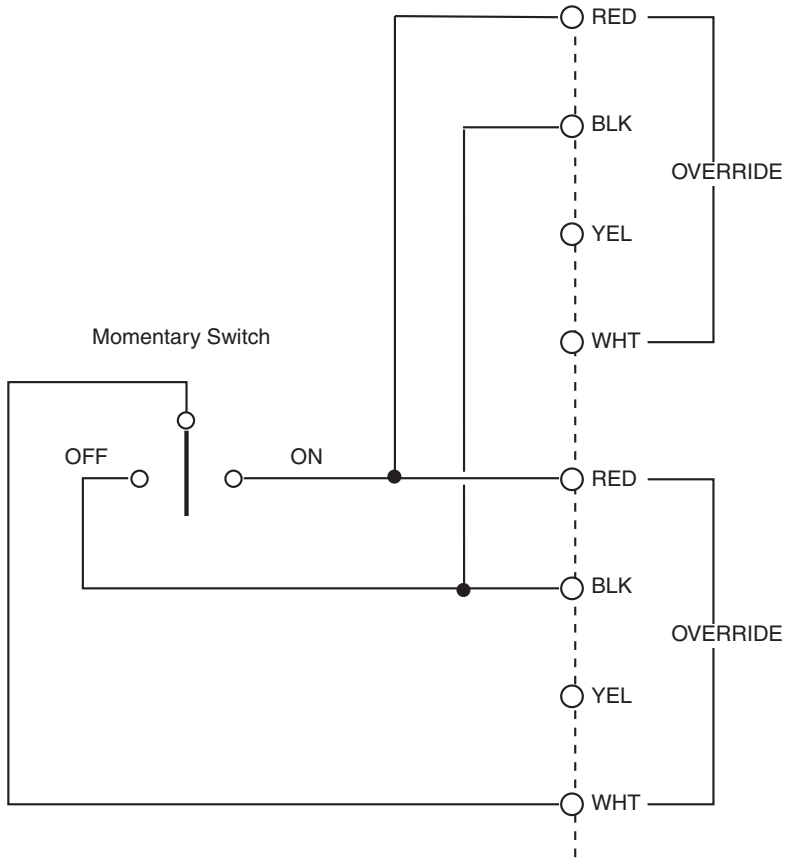 RED
BLK
OVERRIDE
YEL
WHT
Momentary Switch
OFF
ON
RED
BLK
OVERRIDE
YEL
WHT